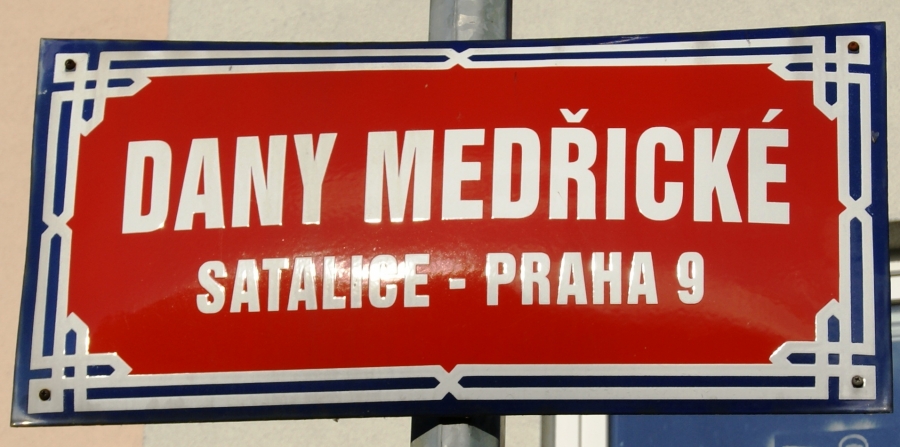 DANY MEDŘICKÉ
SATALICE - PRAHA 9